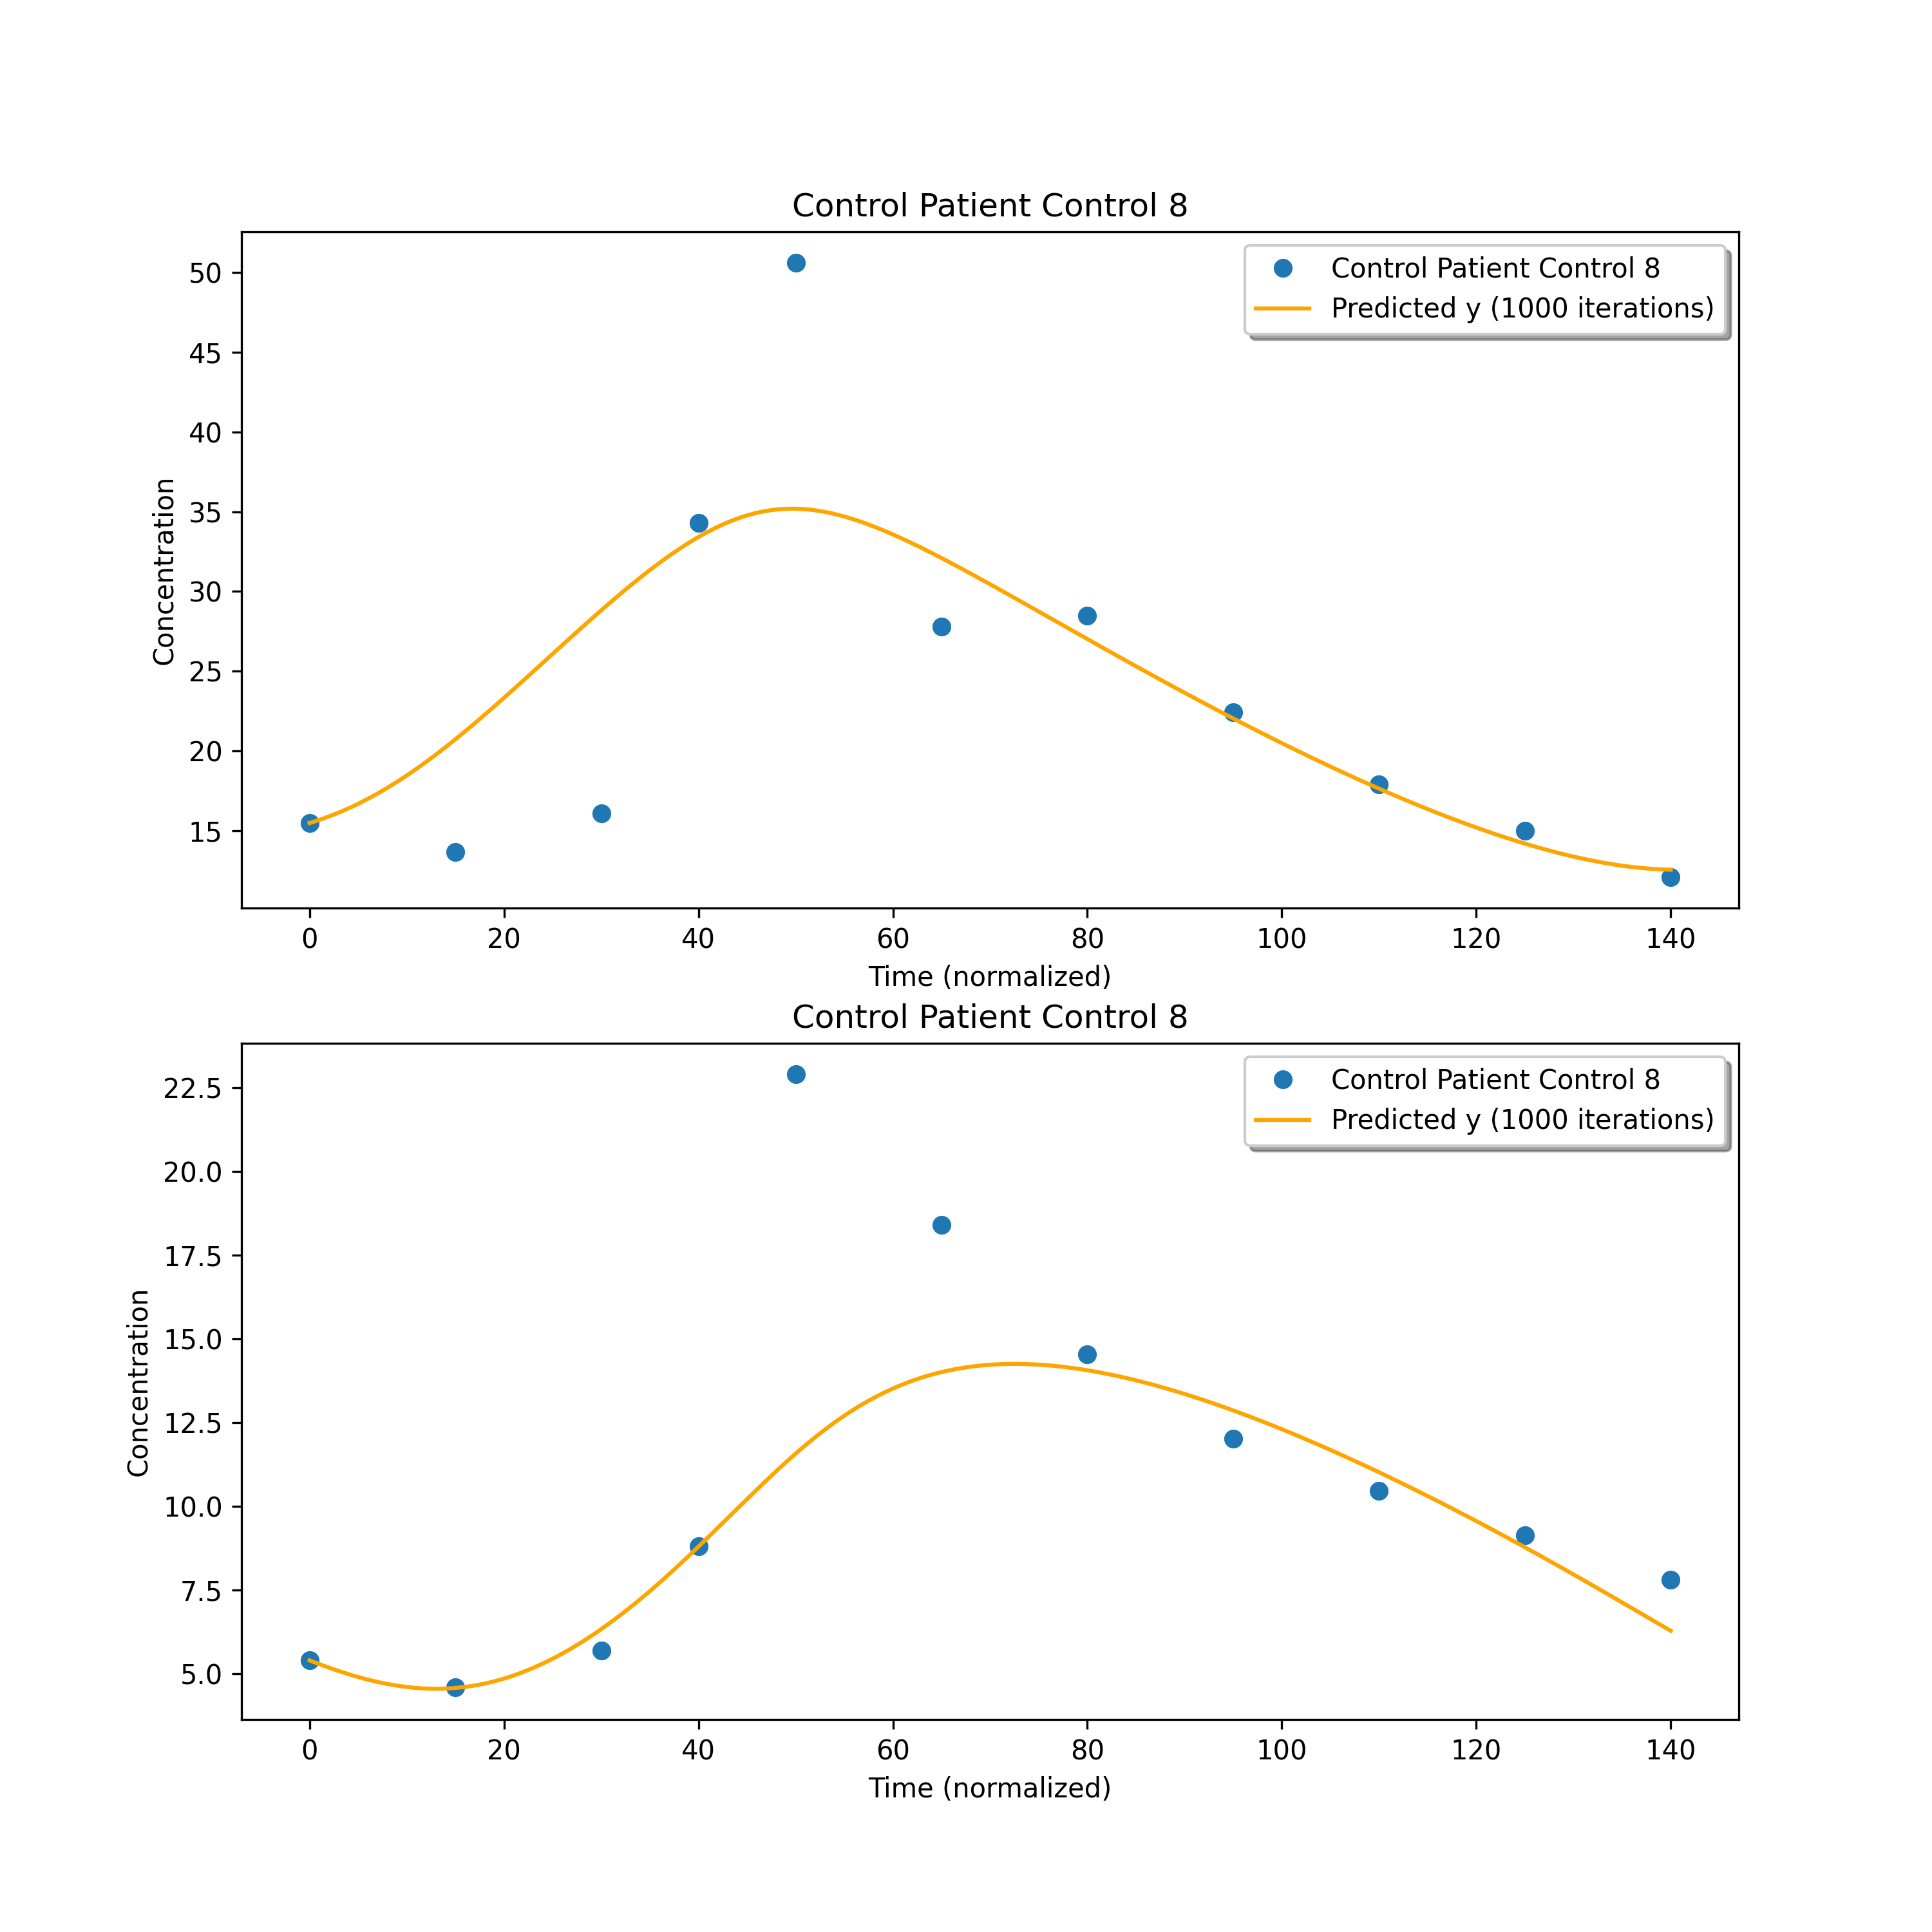 Control Patient Control 8
50
45
40
35
30
25
20
15
Concentration
Control Patient Control 8
Predicted y (1000 iterations)
0 20 40 60 80 100 120 140
Time (normalized)
Control Patient Control 8
22.5
20.0
17.5
15.0
12.5
10.0
7.5
5.0
Concentration
Control Patient Control 8
Predicted y (1000 iterations)
0 20 40 60 80 100 120 140
Time (normalized)